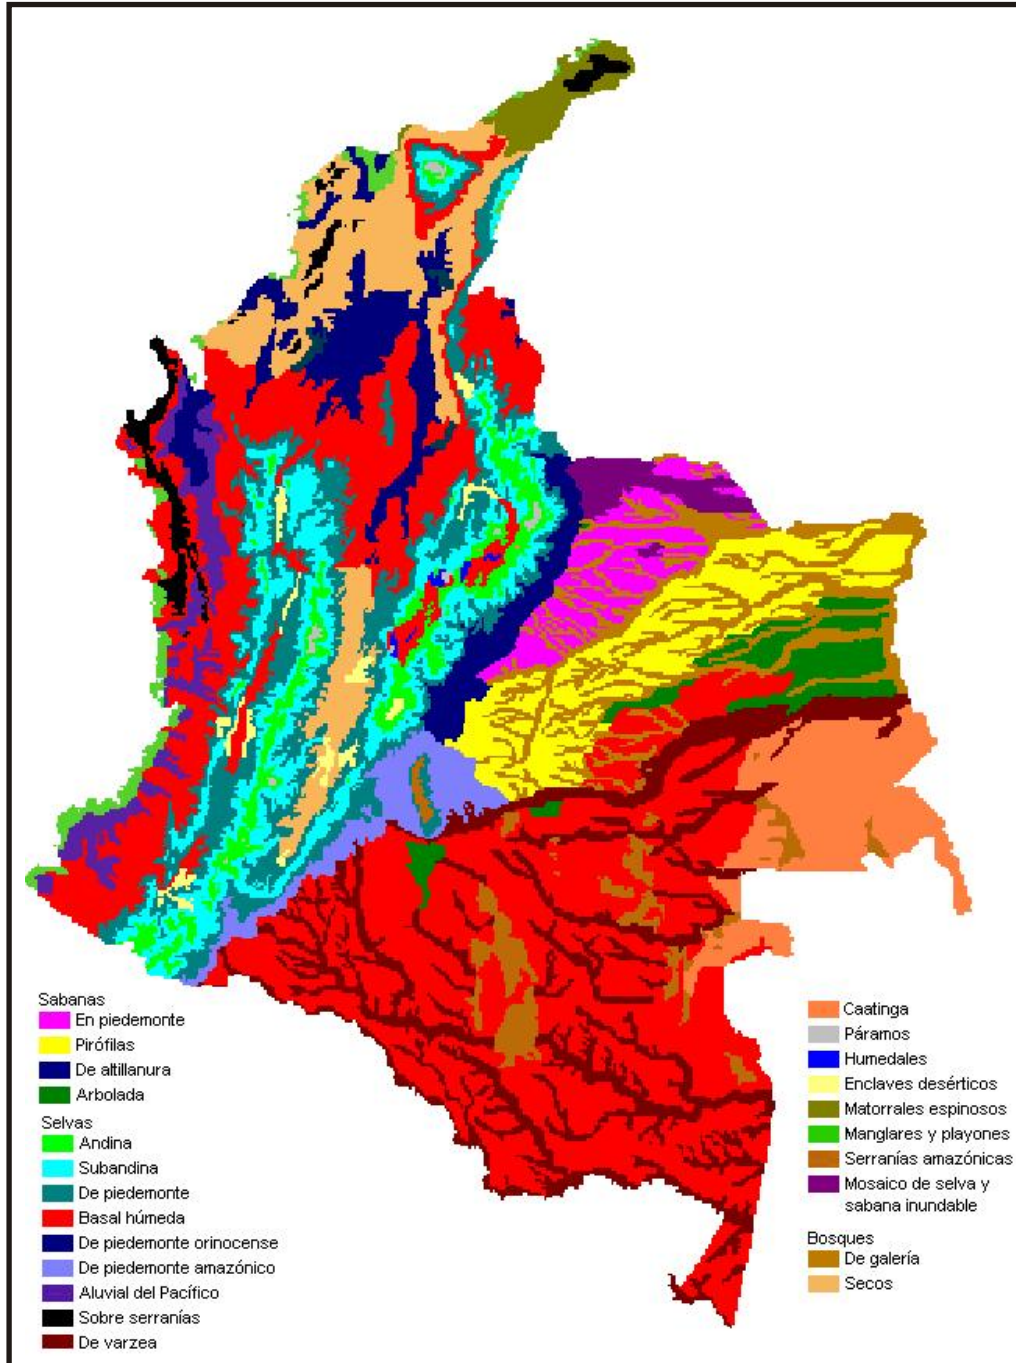 Sabanas
En piedemonte
Pirófilas
De altillanura
Arbolada
Selvas
Andina
Subandina
De piedemonte
Basal húmeda
De piedemonte orinocense
De piedemonte amazónico
Aluvial del Pacífico
Sobre serranías
De varzea
Caatinga
Páramos
Humedales
Enclaves desérticos
Matorrales espinosos
Manglares y playones
Serranías amazónicas
Mosaico de selva y
sabana inundable
Bosques
De galería
Secos